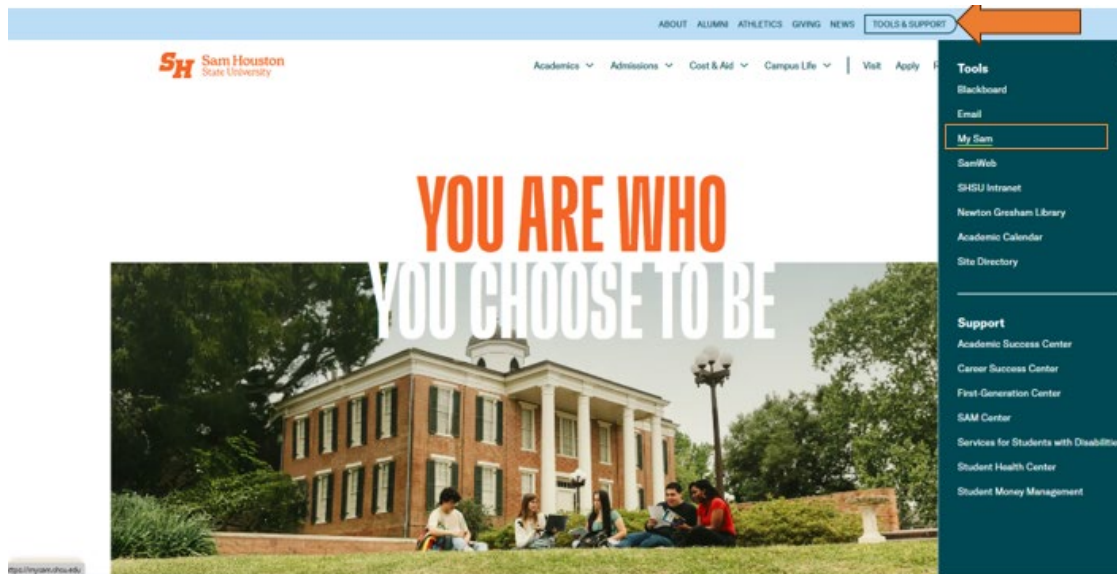 ABOUT ALUMNI ATHLETICS GIVING NEWS TOOLS & SUPPORT
SH Sam Houston
State University
Academics Admissions Cost & Aid Campus Life Visit Apply
Tools
Blackboard
Email
My Sam
SamWeb
SHSU Intranet
Newton Gresham Library
Academic Calendar
Site Directory
Support
Academic Success Center
Career Success Center
First-Generation Center
SAM Center
Services for Students with Disabilitie
Student Health Center
Student Money Management
YOU ARE WHO
YOU CHOOSE TO BE
ttps://mysam.shsu.edu